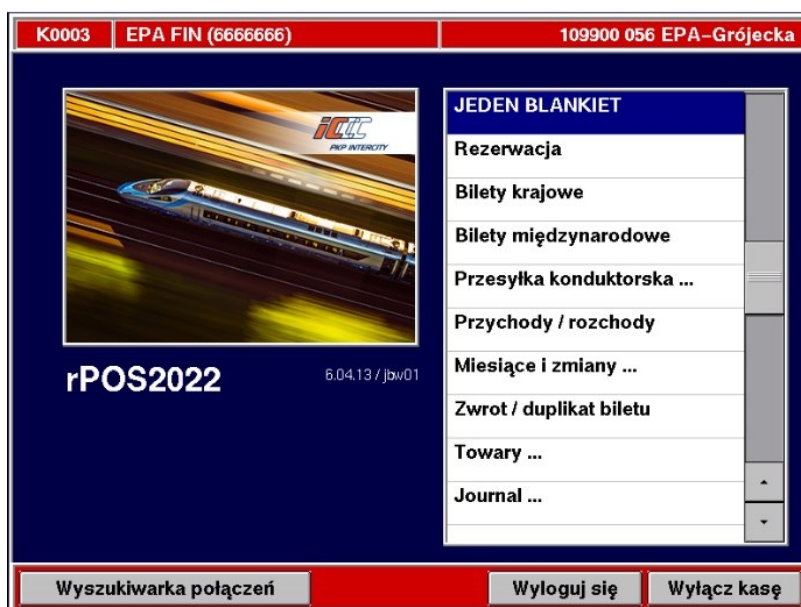 K0003 EPA FIN (6666666) 109900 056 EPA-Grójecka
PKP INTERCITY
rPOS2022 6.04.13 / jbw01
JEDEN BLANKIET
Rezerwacja
Bilety krajowe
Bilety międzynarodowe
Przesyłka konduktorska ...
Przychody / rozchody
Miesiące i zmiany ...
Zwrot / duplikat biletu
Towary ...
Journal ...
Wyszukiwarka połączeń Wyloguj się Wyłącz kasę